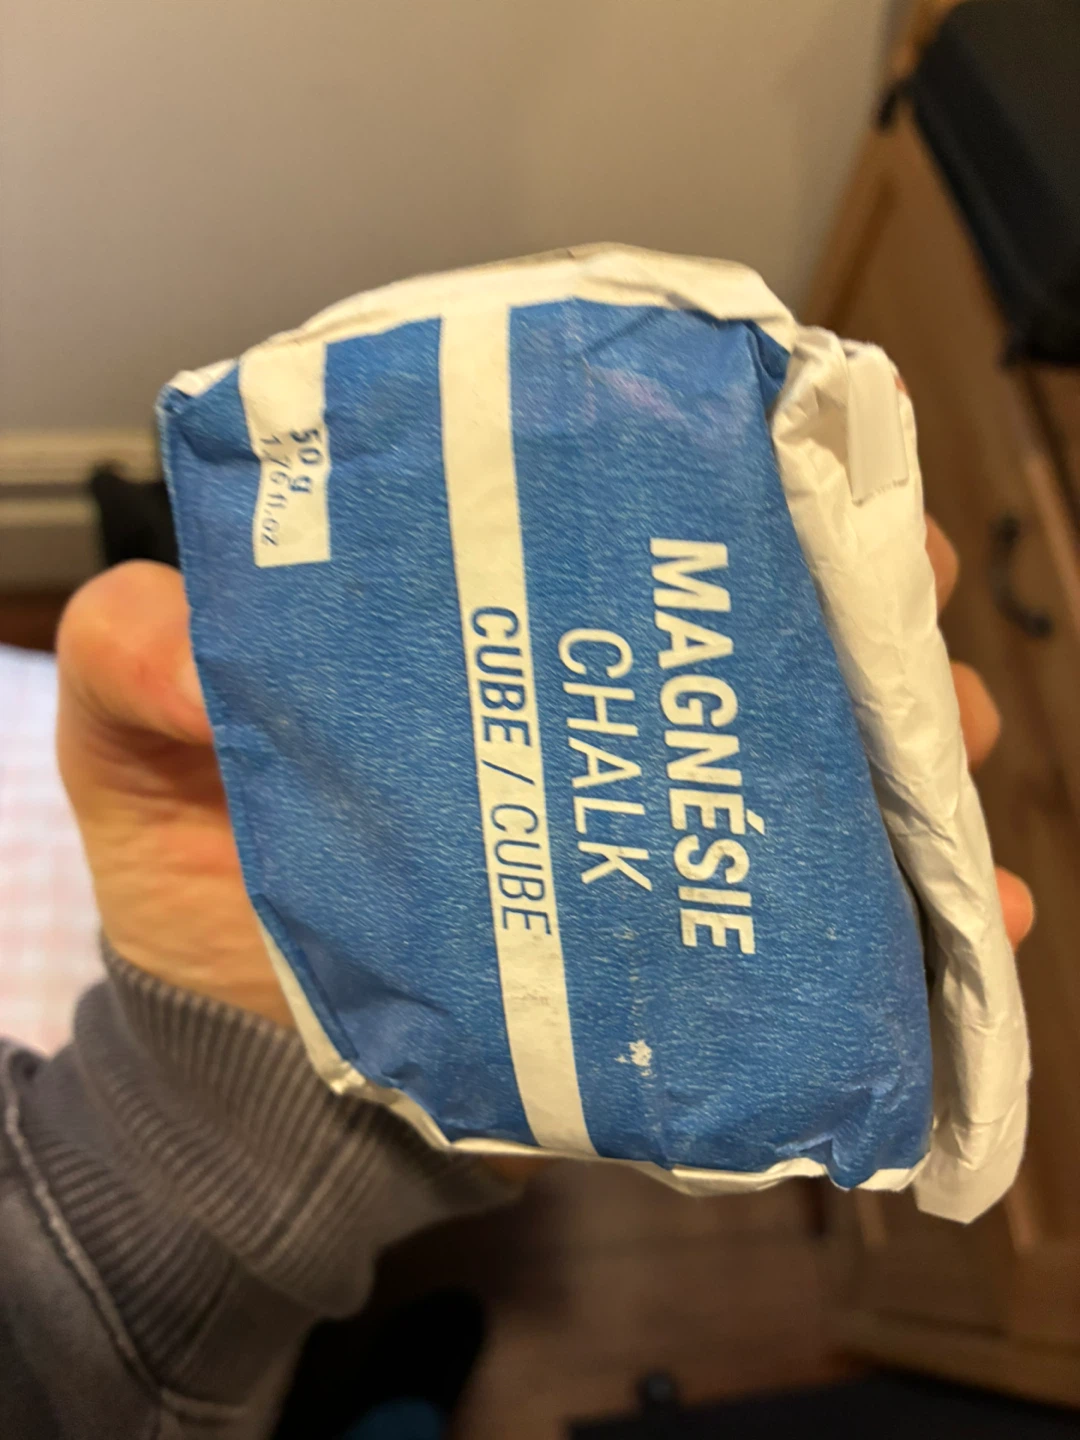 MAGNÉSIE
CHALK
CUBE / CUBE
50 g
1.76 fl.oz